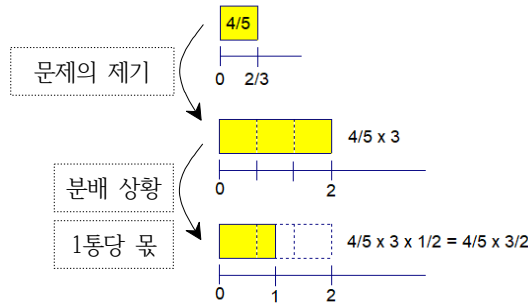 4/5
0 2/3
문제의 제기
4/5 x 3
0 2
분배 상황
1통당 몫
4/5 x 3 x 1/2 = 4/5 x 3/2
0 1 2